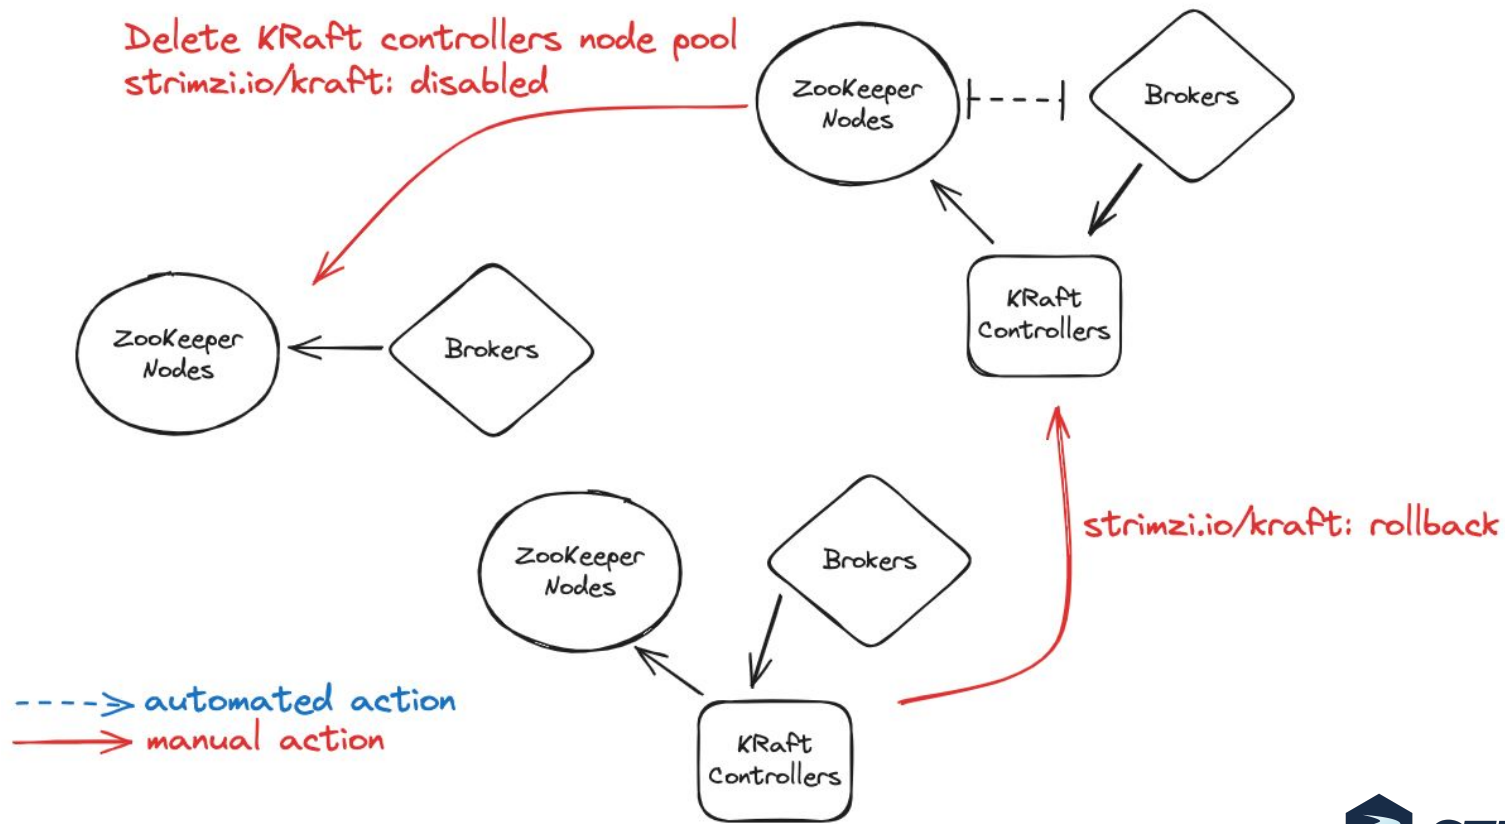 Delete KRaft controllers node pool
strimzi.io/kraft: disabled
ZooKeeper
Nodes
Brokers
KRaft
Controllers
ZooKeeper
Nodes
Brokers
strimzi.io/kraft: rollback
ZooKeeper
Nodes
Brokers
KRaft
Controllers
automated action
manual action